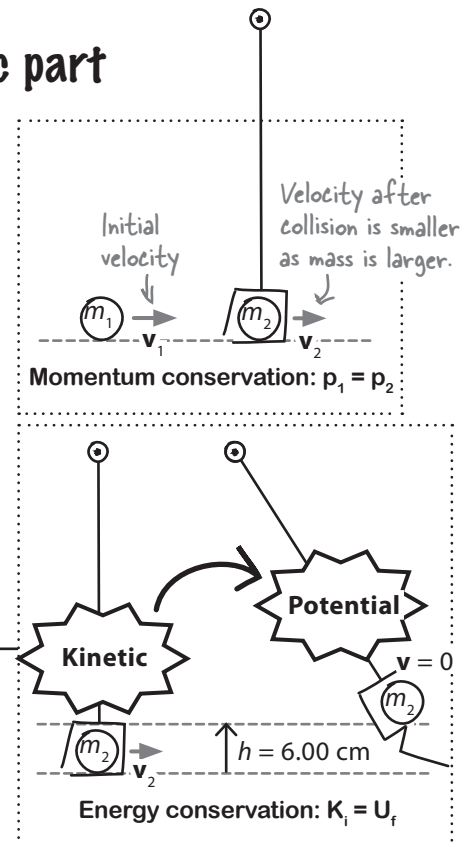 c part
Velocity after
collision is smaller
as mass is larger.
Initial
velocity
m₁
v₁
m₂
v₂
Momentum conservation: p₁ = p₂
Kinetic
Potential
v = 0
m₂
m₂
v₂
h = 6.00 cm
Energy conservation: Kᵢ = U_f